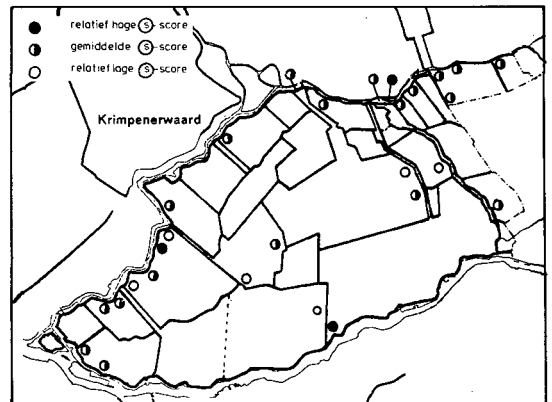 relatief hoge (s)-score
gemiddelde (s)-score
relatief lage (s)-score
Krimpenerwaard